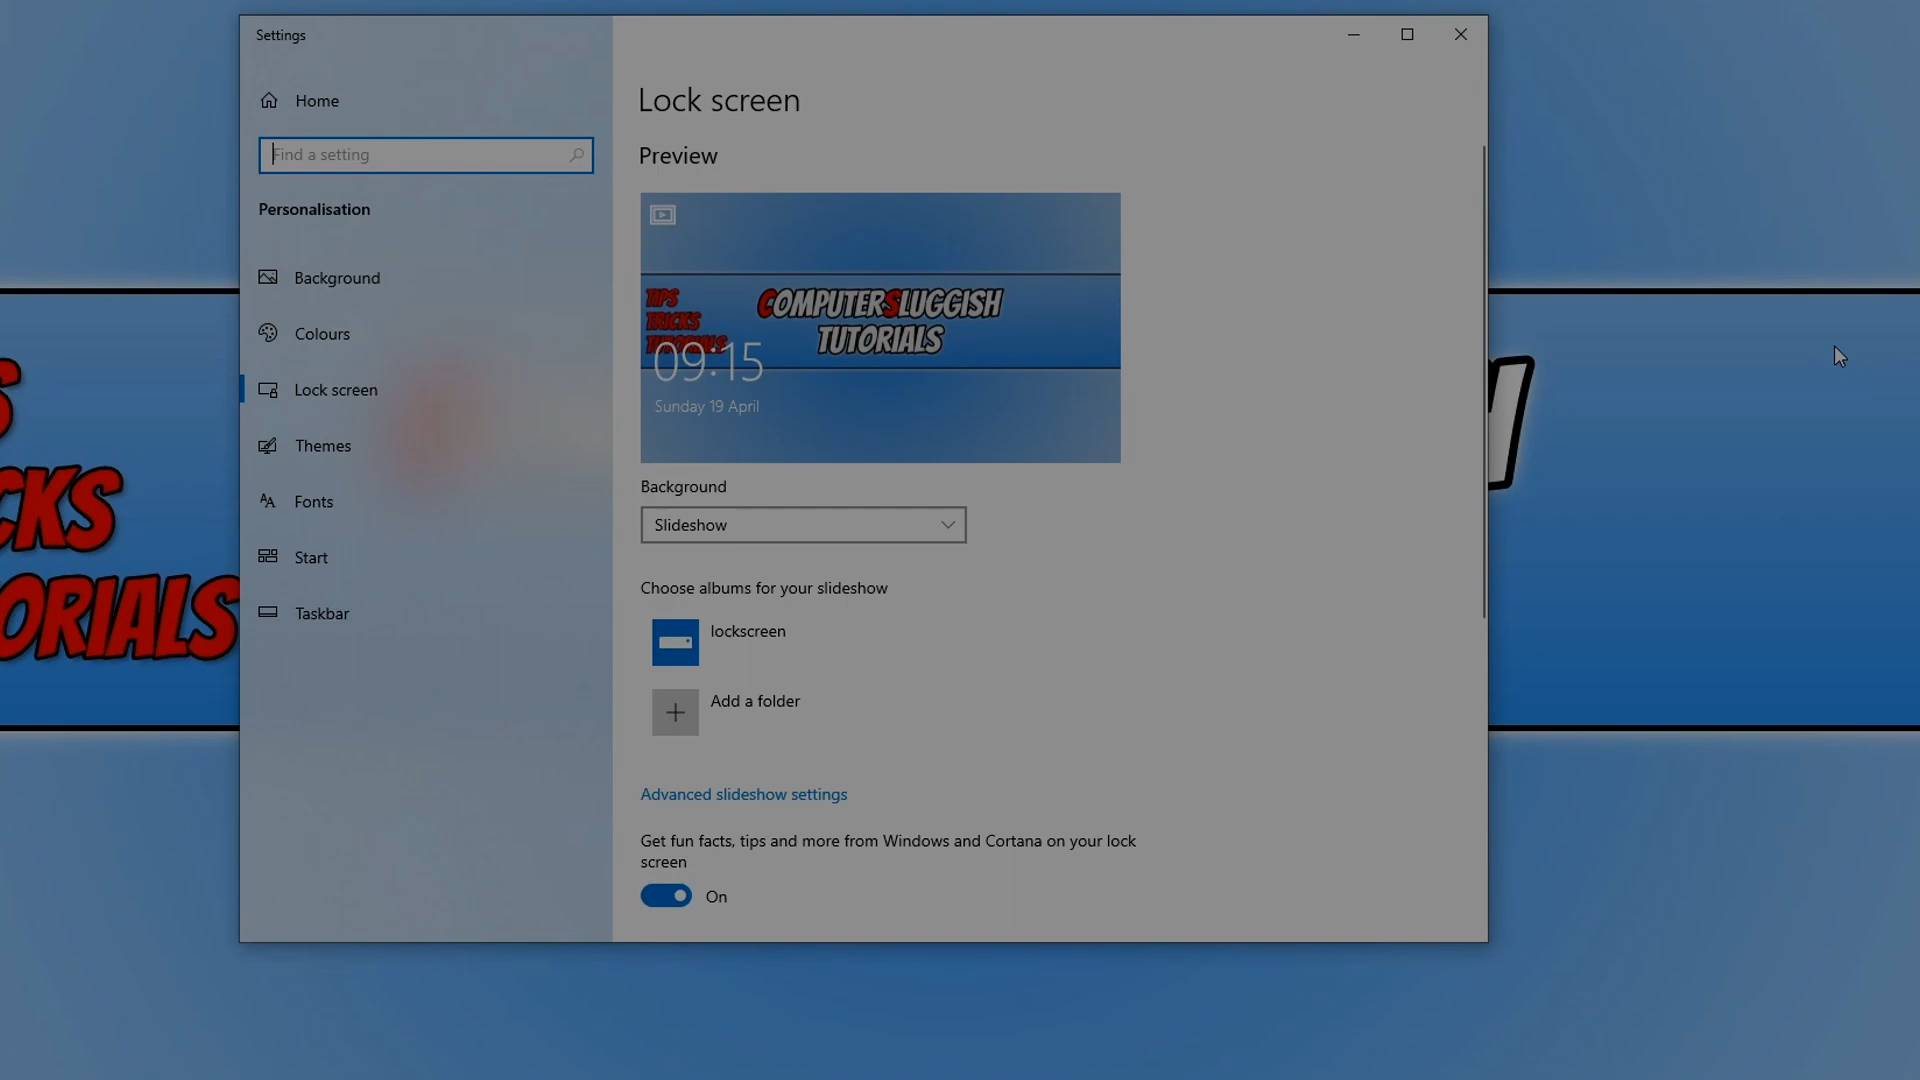 Settings
Home
Find a setting
Personalisation
Background
Colours
Lock screen
Themes
Fonts
Start
Taskbar
Lock screen
Preview
TIPS
TRICKS
TUTORIALS
COMPUTERSLUGGISH
TUTORIALS
09:15
Sunday 19 April
Background
Slideshow
Choose albums for your slideshow
lockscreen
Add a folder
Advanced slideshow settings
Get fun facts, tips and more from Windows and Cortana on your lock
screen
On